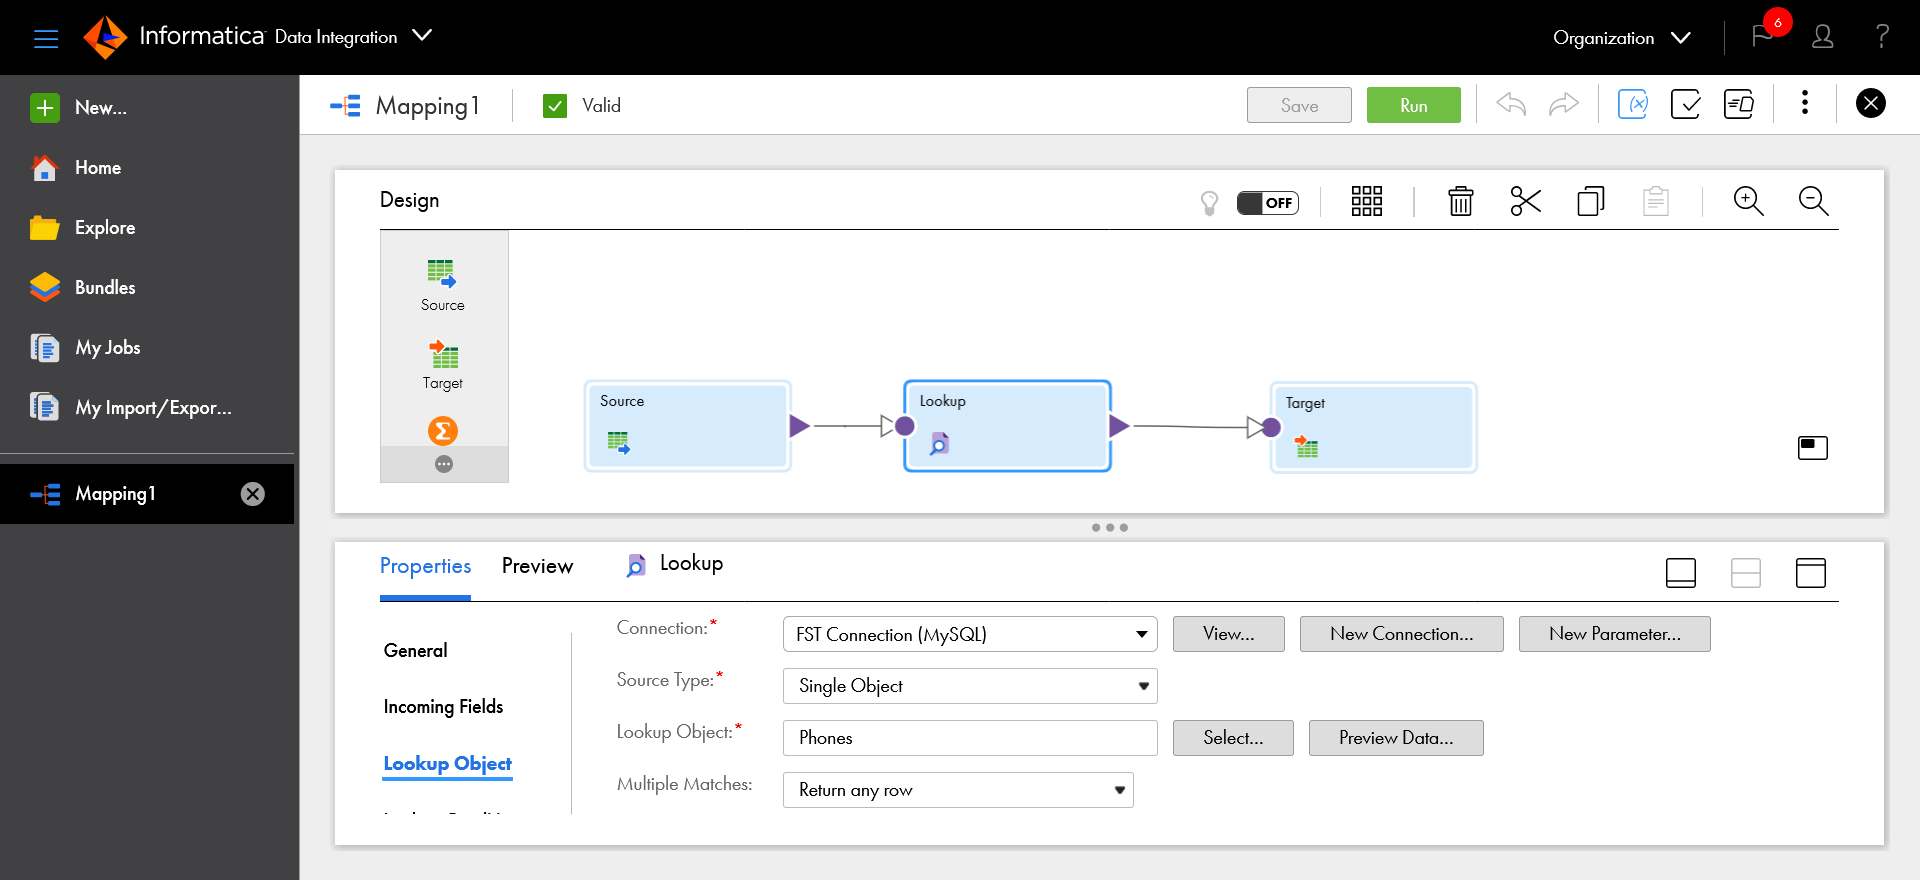 Informatica Data Integration
Organization
6
?
New...
Home
Explore
Bundles
My Jobs
My Import/Expor...
Mapping1
Mapping1
Valid
Save
Run
(x)
Design
OFF
Source
Target
Σ
Source
Lookup
Target
Properties
Preview
Lookup
General
Incoming Fields
Lookup Object
Connection:*
FST Connection (MySQL)
View...
New Connection...
New Parameter...
Source Type:*
Single Object
Lookup Object:*
Phones
Select...
Preview Data...
Multiple Matches:
Return any row